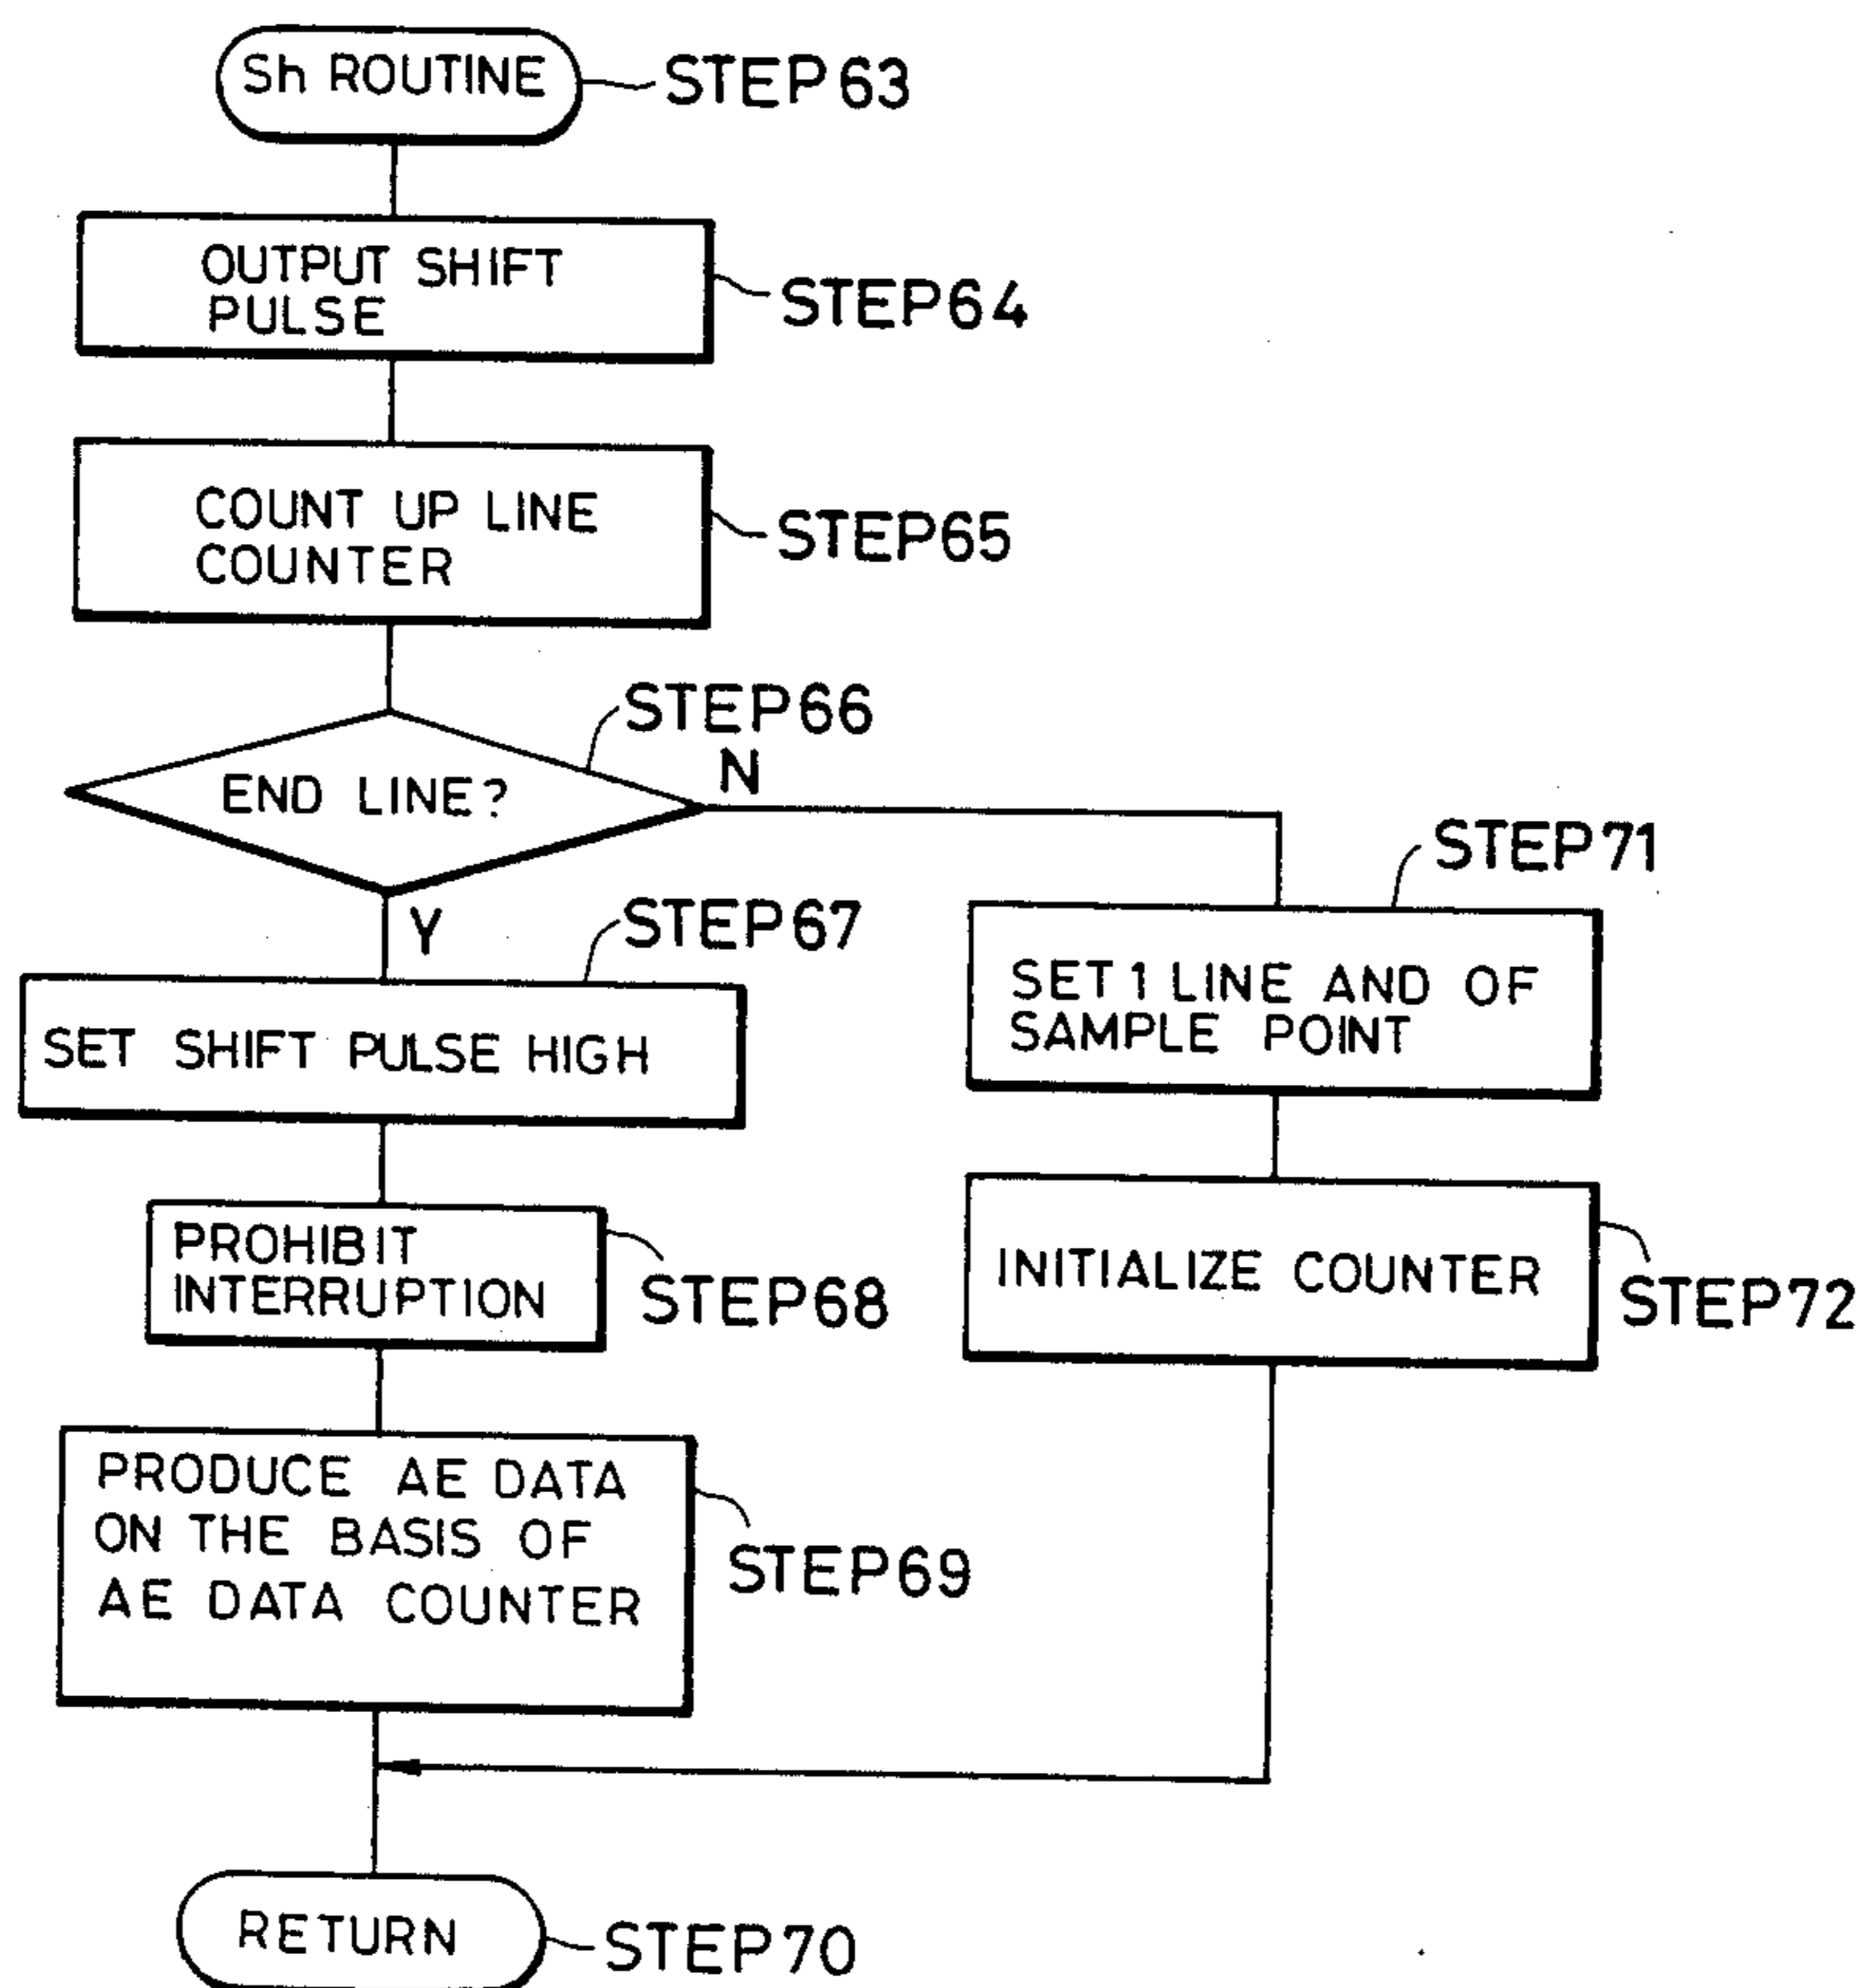 Sh ROUTINE
STEP63
OUTPUT SHIFT
PULSE
STEP64
COUNT UP LINE
COUNTER
STEP65
STEP66
END LINE?
N
Y
STEP67
SET SHIFT PULSE HIGH
PROHIBIT
INTERRUPTION
STEP68
PRODUCE AE DATA
ON THE BASIS OF
AE DATA COUNTER
STEP69
STEP71
SET 1 LINE AND OF
SAMPLE POINT
INITIALIZE COUNTER
STEP72
RETURN
STEP70